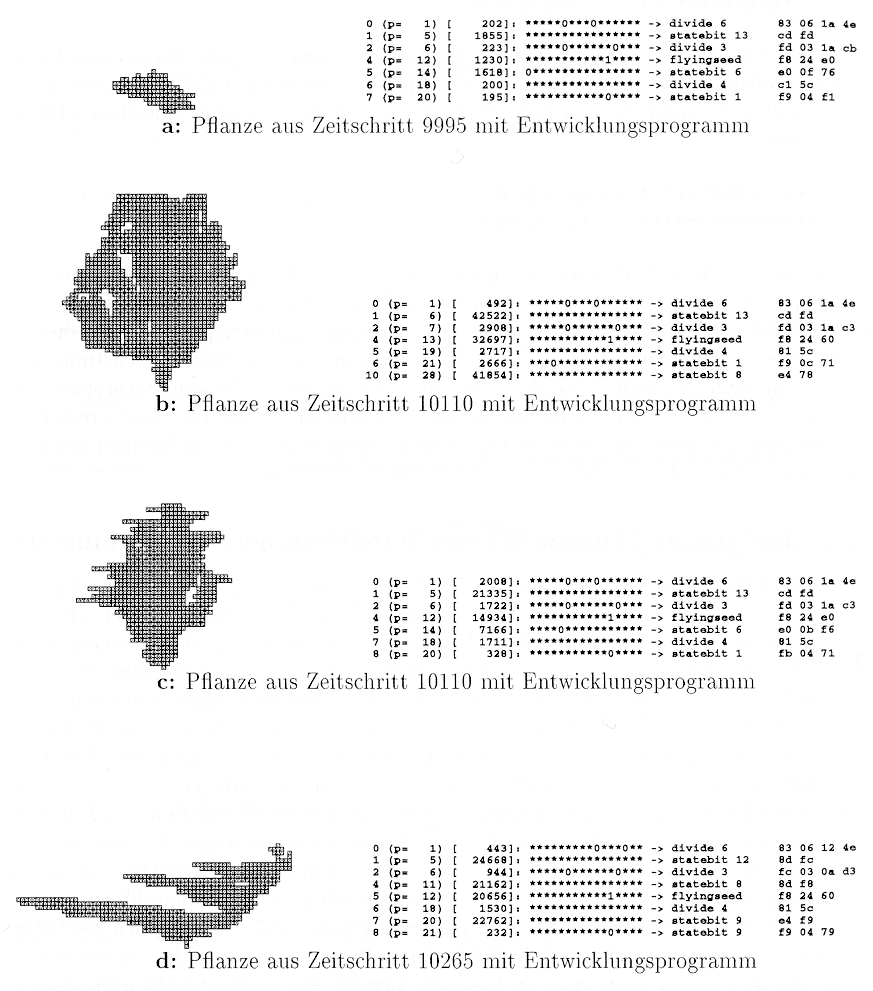 0 (p= 1) [ 202]: *****0***0****** -> divide 6 83 06 1a 4e
1 (p= 5) [ 1855]: **************** -> statebit 13 cd fd
2 (p= 6) [ 223]: *****0******0*** -> divide 3 fd 03 1a cb
4 (p= 12) [ 1230]: ***********1**** -> flyingseed f8 24 e0
5 (p= 14) [ 1618]: 0*************** -> statebit 6 e0 0f 76
6 (p= 18) [ 200]: **************** -> divide 4 c1 5c
7 (p= 20) [ 195]: ***********0**** -> statebit 1 f9 04 f1
a: Pflanze aus Zeitschritt 9995 mit Entwicklungsprogramm
0 (p= 1) [ 492]: *****0***0****** -> divide 6 83 06 1a 4e
1 (p= 6) [ 42522]: **************** -> statebit 13 cd fd
2 (p= 7) [ 2908]: *****0******0*** -> divide 3 fd 03 1a c3
4 (p= 13) [ 32697]: ***********1**** -> flyingseed f8 24 60
5 (p= 19) [ 2717]: **************** -> divide 4 81 5c
6 (p= 21) [ 2666]: ***0************ -> statebit 1 f9 0c 71
10 (p= 28) [ 41854]: **************** -> statebit 8 e4 78
b: Pflanze aus Zeitschritt 10110 mit Entwicklungsprogramm
0 (p= 1) [ 2008]: *****0***0****** -> divide 6 83 06 1a 4e
1 (p= 5) [ 21335]: **************** -> statebit 13 cd fd
2 (p= 6) [ 1722]: *****0******0*** -> divide 3 fd 03 1a c3
4 (p= 12) [ 14934]: ***********1**** -> flyingseed f8 24 e0
5 (p= 14) [ 7166]: ****0*********** -> statebit 6 e0 0b f6
7 (p= 18) [ 1711]: **************** -> divide 4 81 5c
8 (p= 20) [ 328]: ***********0**** -> statebit 1 fb 04 71
c: Pflanze aus Zeitschritt 10110 mit Entwicklungsprogramm
0 (p= 1) [ 443]: *********0***0** -> divide 6 83 06 12 4e
1 (p= 5) [ 24668]: **************** -> statebit 12 8d fc
2 (p= 6) [ 944]: *****0******0*** -> divide 3 fc 03 0a d3
4 (p= 11) [ 21162]: **************** -> statebit 8 8d f8
5 (p= 12) [ 20656]: ***********1**** -> flyingseed f8 24 60
6 (p= 18) [ 1530]: **************** -> divide 4 81 5c
7 (p= 20) [ 22762]: **************** -> statebit 9 e4 f9
8 (p= 21) [ 232]: ***********0**** -> statebit 9 f9 04 79
d: Pflanze aus Zeitschritt 10265 mit Entwicklungsprogramm